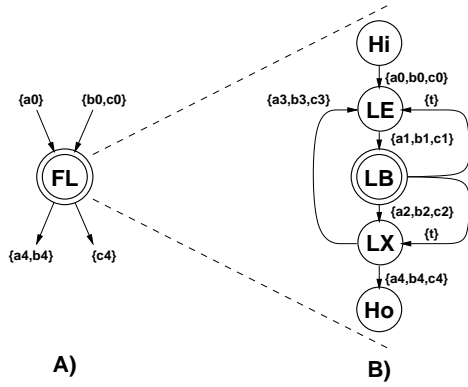 {a0}
{b0,c0}
FL
{a4,b4}
{c4}
A)
Hi
{a0,b0,c0}
{a3,b3,c3}
{t}
LE
{a1,b1,c1}
LB
{a2,b2,c2}
{t}
LX
{a4,b4,c4}
Ho
B)